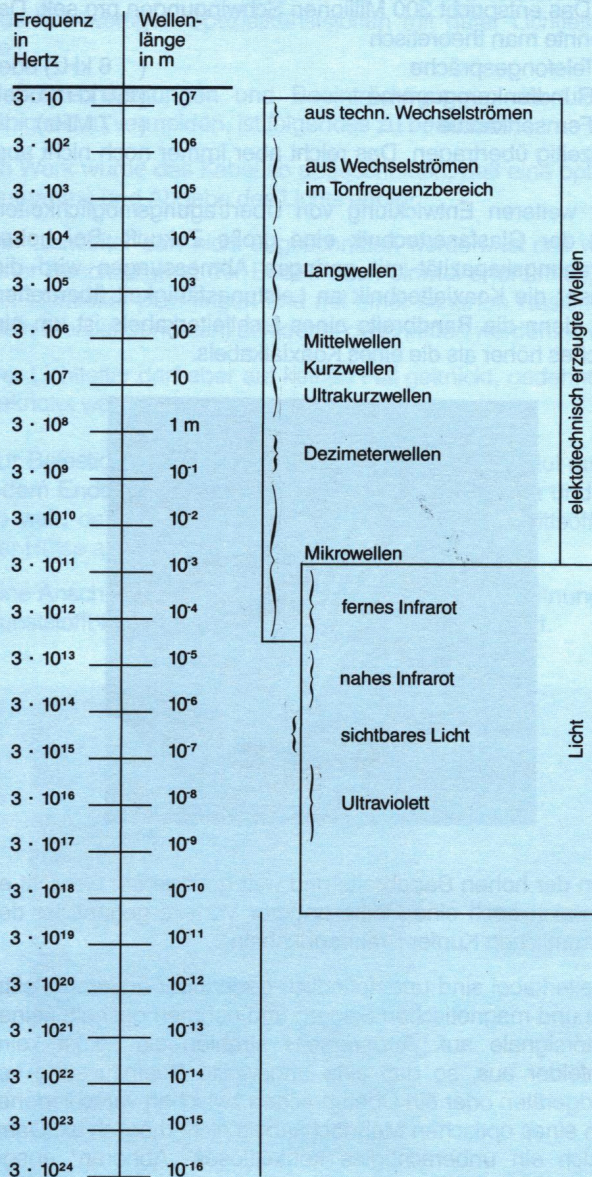 Frequenz
in
Hertz
Wellen-
länge
in m
3 · 10 10⁷
aus techn. Wechselströmen
3 · 10² 10⁶
aus Wechselströmen
im Tonfrequenzbereich
3 · 10³ 10⁵
3 · 10⁴ 10⁴
Langwellen
3 · 10⁵ 10³
3 · 10⁶ 10²
Mittelwellen
Kurzwellen
3 · 10⁷ 10
Ultrakurzwellen
3 · 10⁸ 1 m
Dezimeterwellen
3 · 10⁹ 10⁻¹
3 · 10¹⁰ 10⁻²
Mikrowellen
3 · 10¹¹ 10⁻³
3 · 10¹² 10⁻⁴
fernes Infrarot
3 · 10¹³ 10⁻⁵
nahes Infrarot
3 · 10¹⁴ 10⁻⁶
sichtbares Licht
3 · 10¹⁵ 10⁻⁷
3 · 10¹⁶ 10⁻⁸
Ultraviolett
3 · 10¹⁷ 10⁻⁹
3 · 10¹⁸ 10⁻¹⁰
3 · 10¹⁹ 10⁻¹¹
3 · 10²⁰ 10⁻¹²
3 · 10²¹ 10⁻¹³
3 · 10²² 10⁻¹⁴
3 · 10²³ 10⁻¹⁵
3 · 10²⁴ 10⁻¹⁶
elektotechnisch erzeugte Wellen
Licht